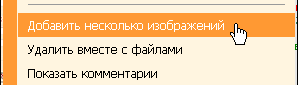 Добавить несколько изображений
Удалить вместе с файлами
Показать комментарии